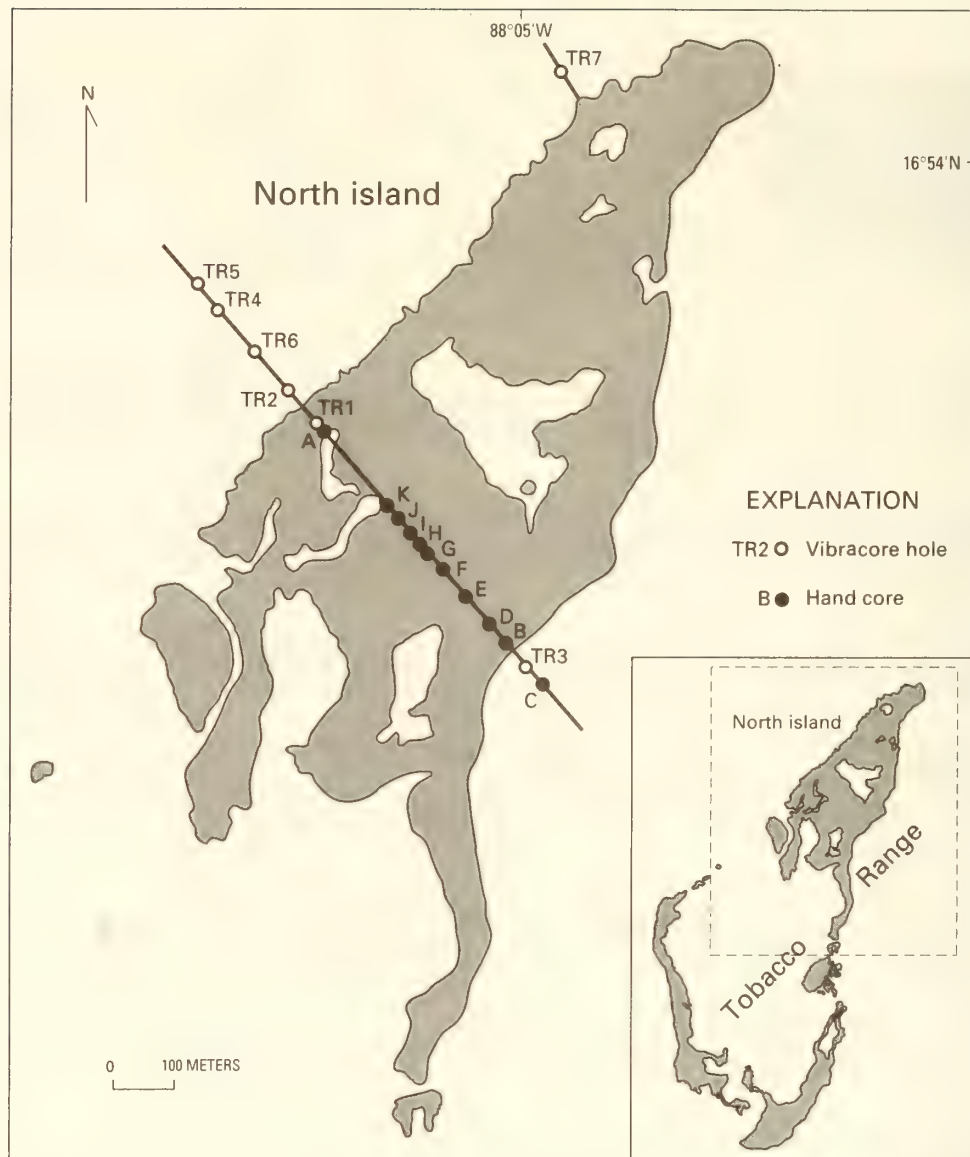 88°05'W
TR7
N
16°54'N
North island
TR5
TR4
TR6
TR2
TR1
A
K
J
I
H
G
F
E
D
B
TR3
C
EXPLANATION
TR2 Vibracore hole
B Hand core
North island
Range
Tobacco
0 100 METERS